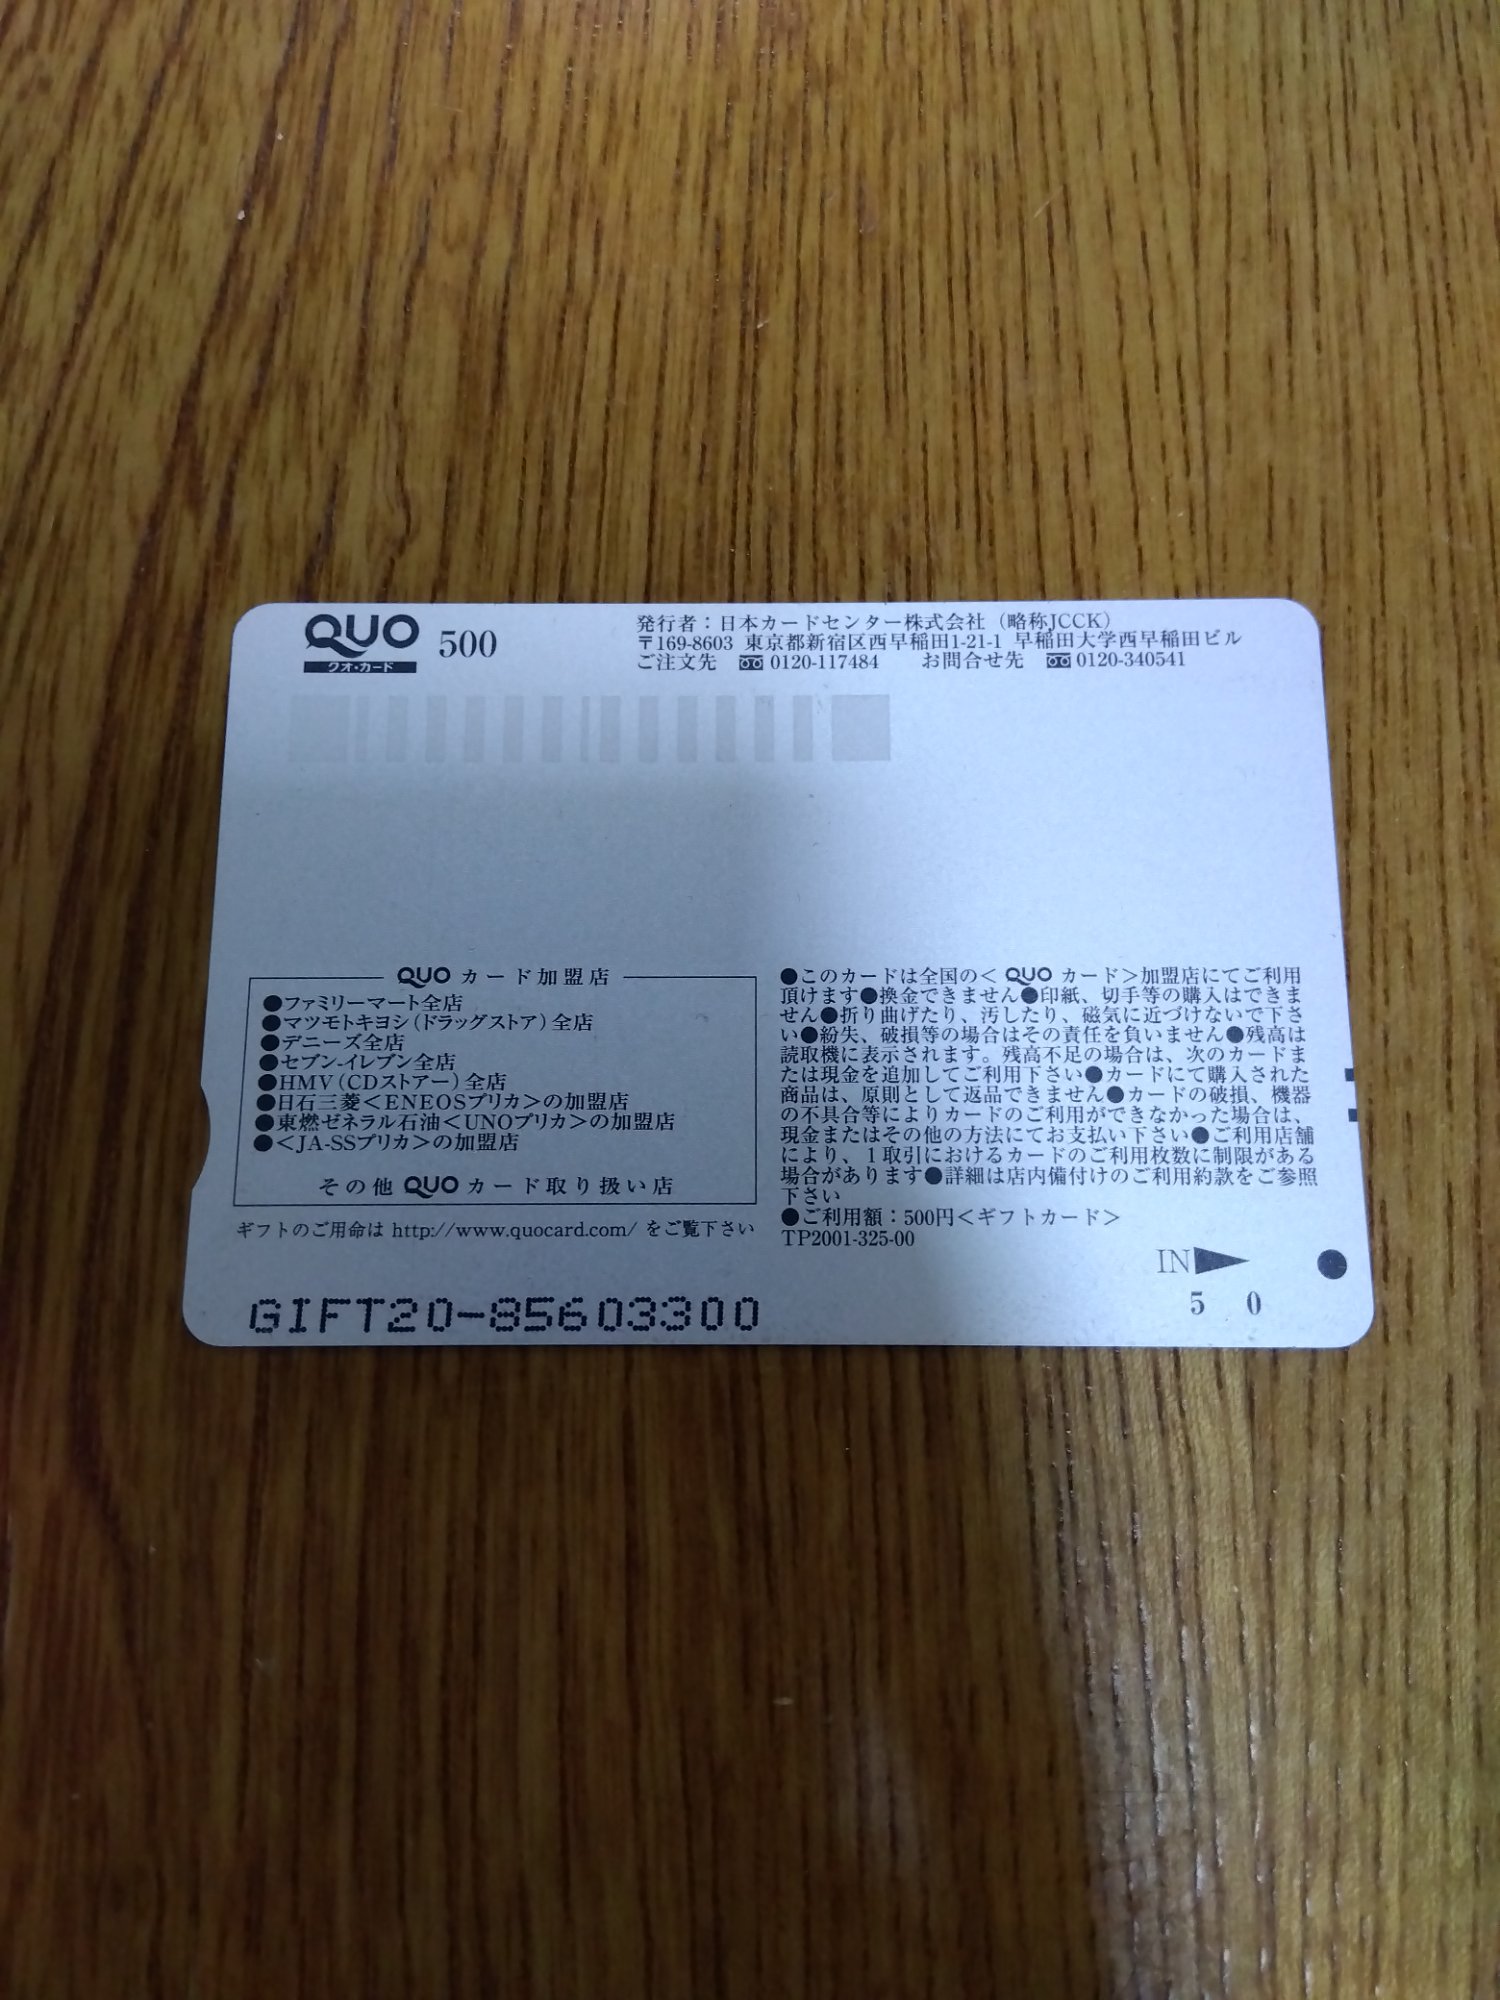 QUO 500
クオ・カード
発行者：日本カードセンター株式会社（略称JCCK）
〒169-8603 東京都新宿区西早稲田1-21-1 早稲田大学西早稲田ビル
ご注文先 0120-117484 お問合せ先 0120-340541
QUO カード加盟店
●ファミリーマート全店
●マツモトキヨシ（ドラッグストア）全店
●デニーズ全店
●セブン-イレブン全店
●HMV（CDストアー）全店
●日石三菱＜ENEOSプリカ＞の加盟店
●東燃ゼネラル石油＜UNOプリカ＞の加盟店
●＜JA-SSプリカ＞の加盟店
その他 QUO カード取り扱い店
ギフトのご用命は http://www.quocard.com/ をご覧下さい
●このカードは全国の＜ QUO カード＞加盟店にてご利用
頂けます●換金できません●印紙、切手等の購入はできま
せん●折り曲げたり、汚したり、磁気に近づけないで下さ
い●紛失、破損等の場合はその責任を負いません●残高は
読取機に表示されます。残高不足の場合は、次のカードま
たは現金を追加してご利用下さい●カードにて購入された
商品は、原則として返品できません●カードの破損、機器
の不具合等によりカードのご利用ができなかった場合は、
現金またはその他の方法にてお支払い下さい●ご利用店舗
により、1取引におけるカードのご利用枚数に制限がある
場合があります●詳細は店内備付けのご利用約款をご参照
下さい
●ご利用額：500円＜ギフトカード＞
TP2001-325-00
IN
5 0
GIFT20-85603300